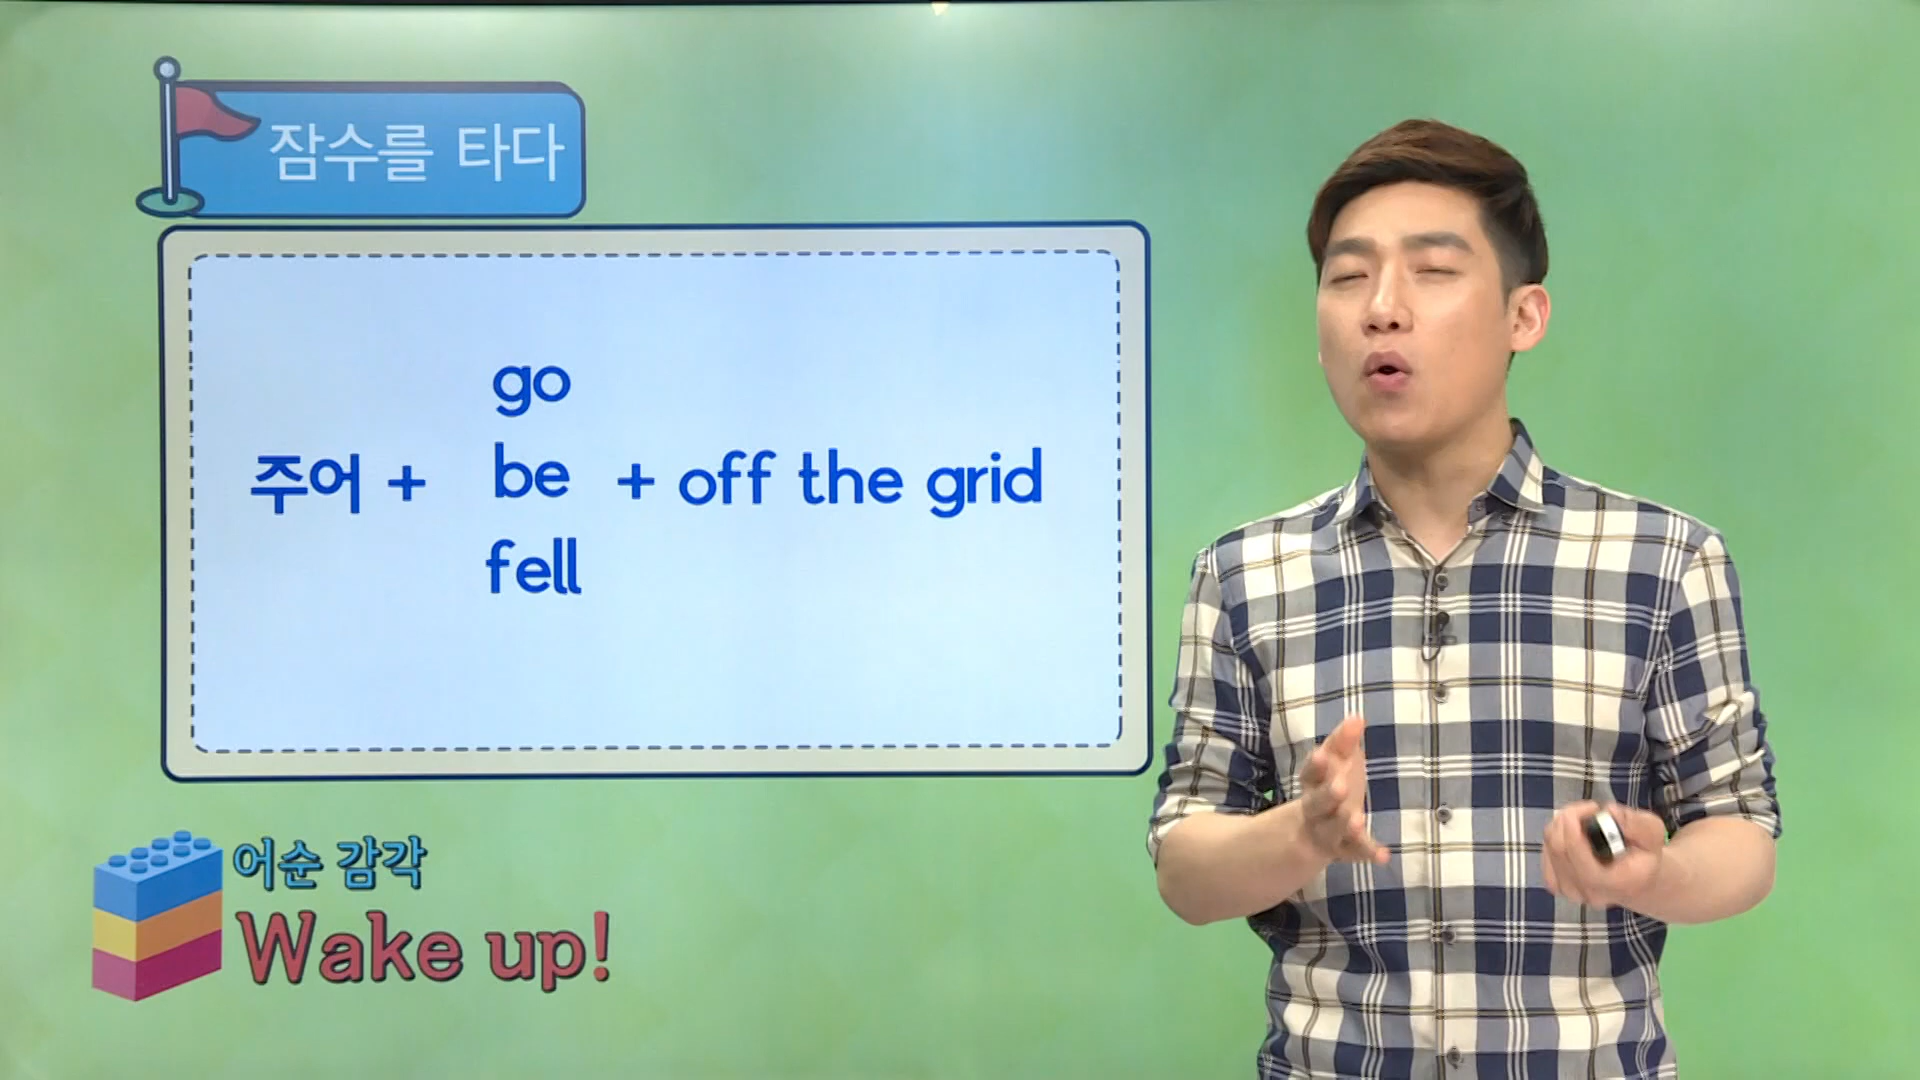 잠수를 타다
go
주어 + be + off the grid
fell
어순 감각
Wake up!